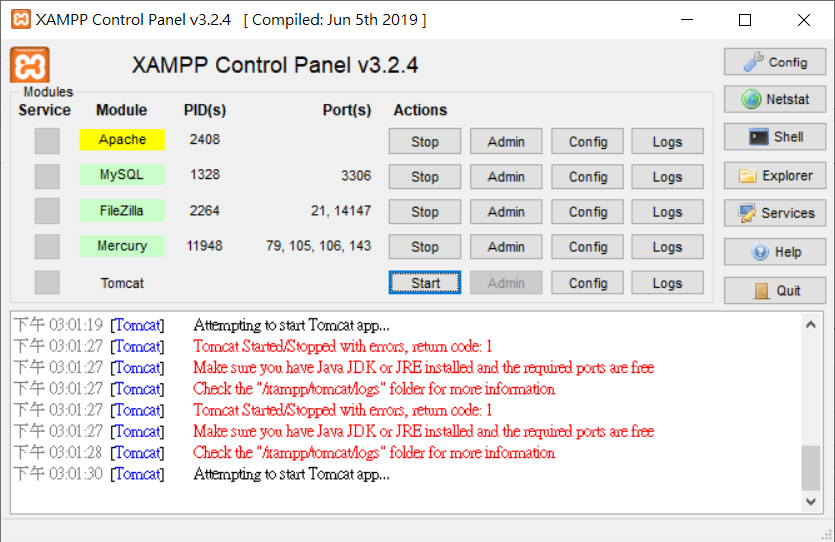 XAMPP Control Panel v3.2.4 [ Compiled: Jun 5th 2019 ]
XAMPP Control Panel v3.2.4
Config
Modules
Service Module PID(s) Port(s) Actions
Netstat
Apache 2408 Stop Admin Config Logs
Shell
MySQL 1328 3306 Stop Admin Config Logs
Explorer
FileZilla 2264 21, 14147 Stop Admin Config Logs
Services
Mercury 11948 79, 105, 106, 143 Stop Admin Config Logs
Help
Tomcat Start Admin Config Logs
Quit
下午 03:01:19 [Tomcat] Attempting to start Tomcat app...
下午 03:01:27 [Tomcat] Tomcat Started/Stopped with errors, return code: 1
下午 03:01:27 [Tomcat] Make sure you have Java JDK or JRE installed and the required ports are free
下午 03:01:27 [Tomcat] Check the "/xampp/tomcat/logs" folder for more information
下午 03:01:27 [Tomcat] Tomcat Started/Stopped with errors, return code: 1
下午 03:01:27 [Tomcat] Make sure you have Java JDK or JRE installed and the required ports are free
下午 03:01:28 [Tomcat] Check the "/xampp/tomcat/logs" folder for more information
下午 03:01:30 [Tomcat] Attempting to start Tomcat app...